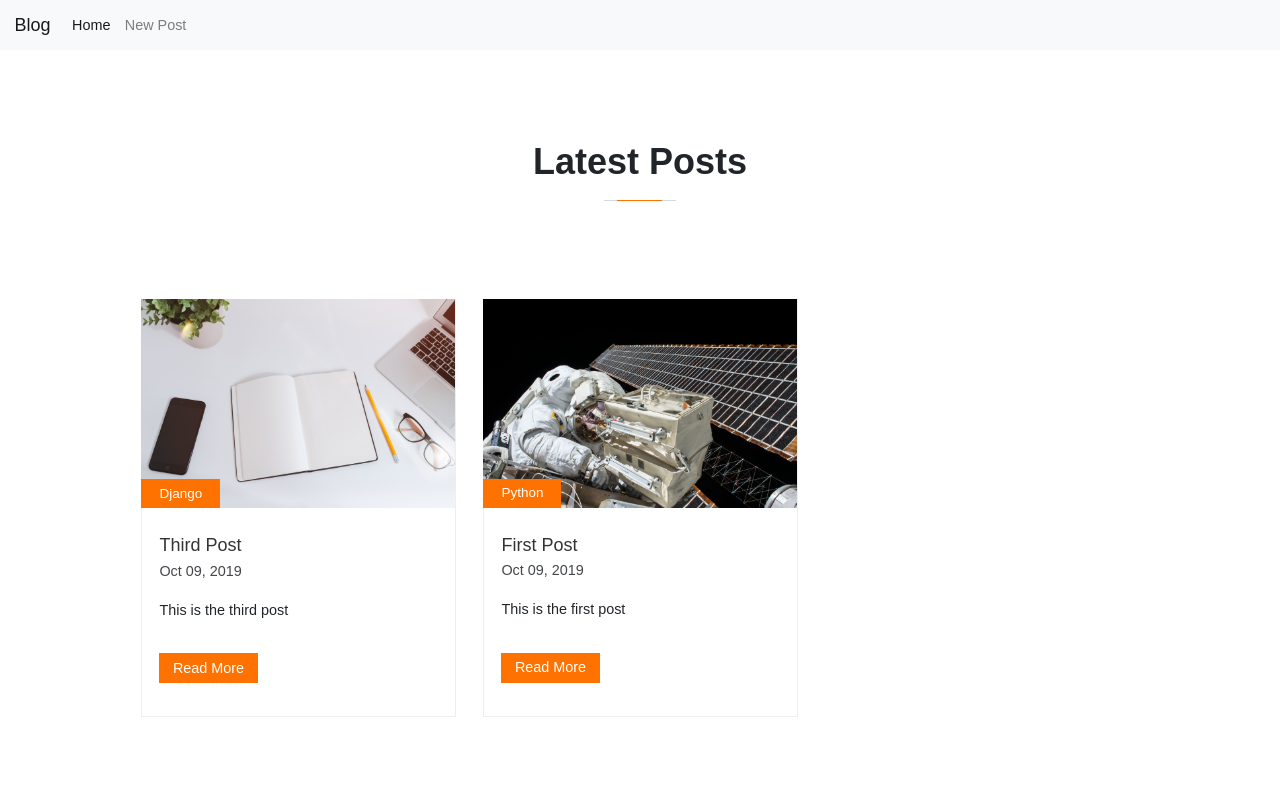 Blog Home New Post
Latest Posts
Django
Third Post
Oct 09, 2019
This is the third post
Read More
Python
First Post
Oct 09, 2019
This is the first post
Read More